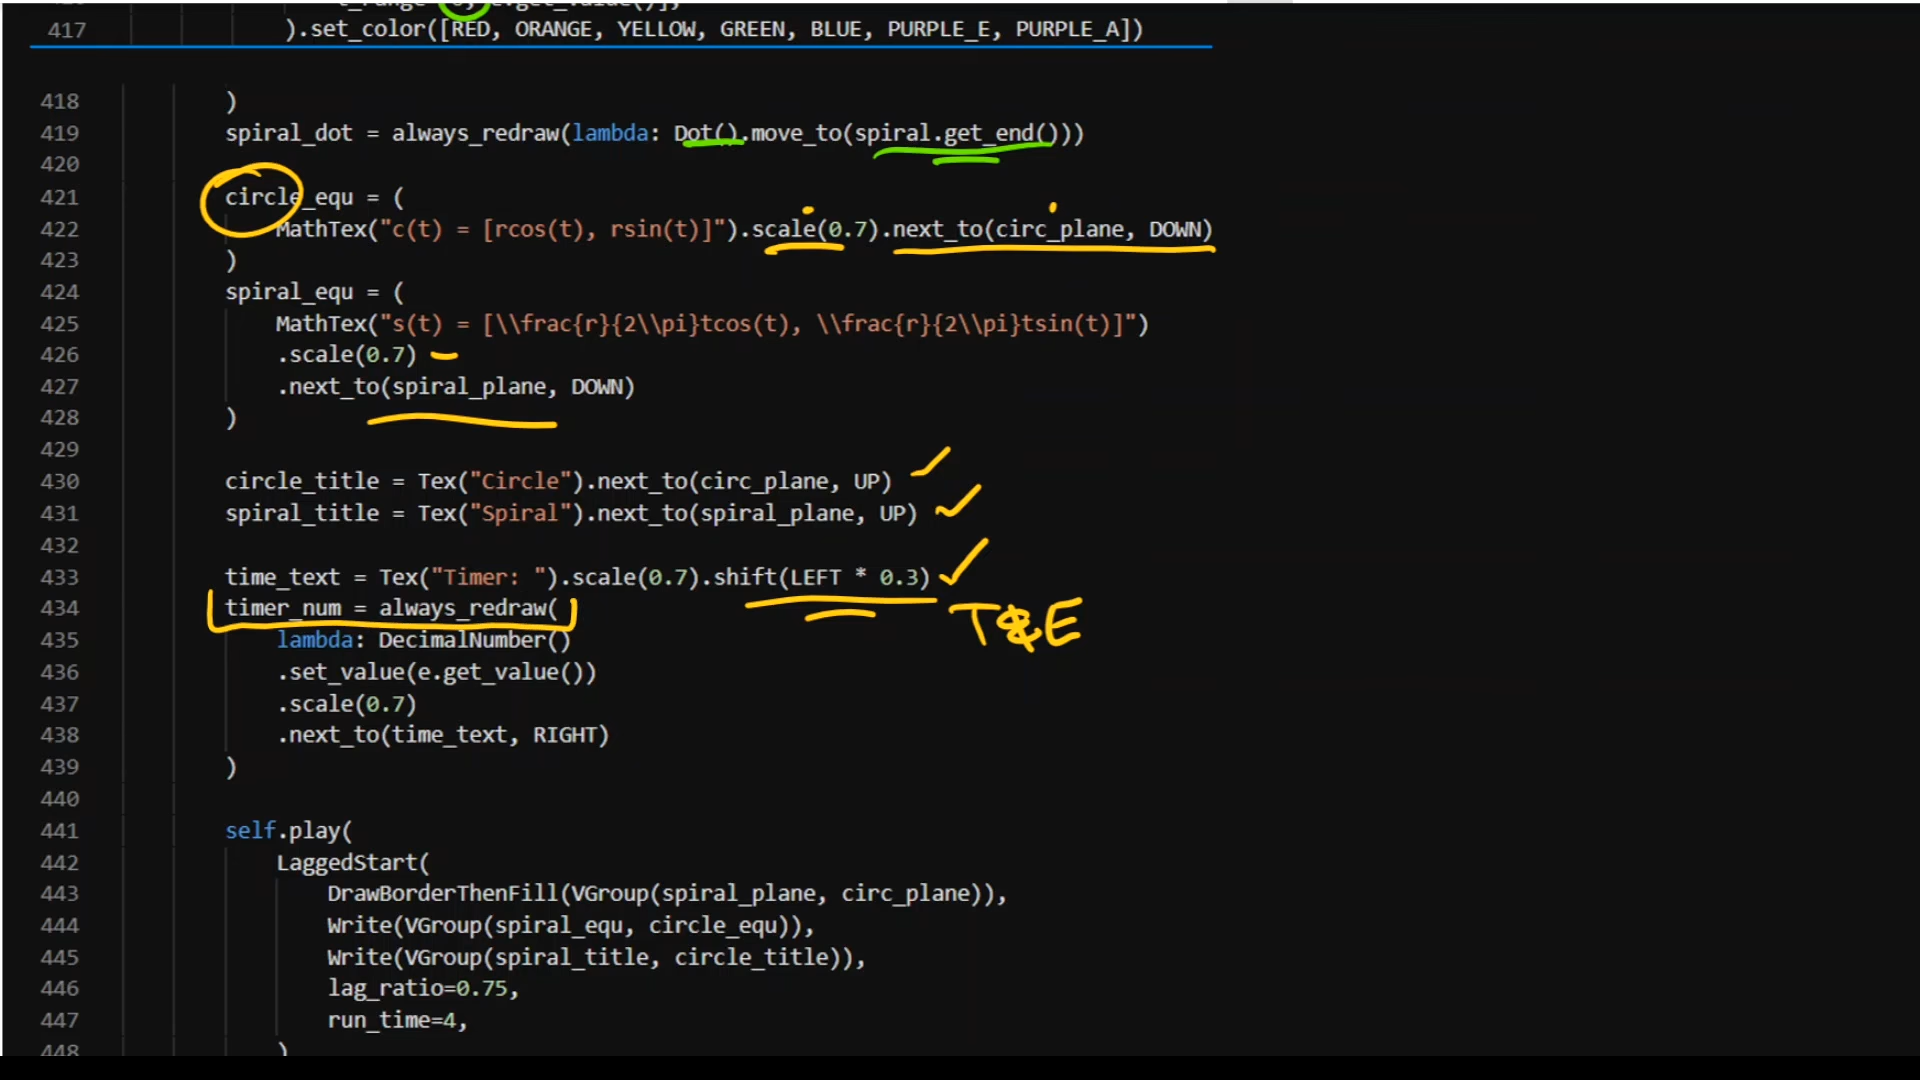 417 ).set_color([RED, ORANGE, YELLOW, GREEN, BLUE, PURPLE_E, PURPLE_A])
418 )
419 spiral_dot = always_redraw(lambda: Dot().move_to(spiral.get_end()))
420
421 circle_equ = (
422 MathTex("c(t) = [rcos(t), rsin(t)]").scale(0.7).next_to(circ_plane, DOWN)
423 )
424 spiral_equ = (
425 MathTex("s(t) = [\\frac{r}{2\\pi}tcos(t), \\frac{r}{2\\pi}tsin(t)]")
426 .scale(0.7)
427 .next_to(spiral_plane, DOWN)
428 )
429
430 circle_title = Tex("Circle").next_to(circ_plane, UP)
431 spiral_title = Tex("Spiral").next_to(spiral_plane, UP)
432
433 time_text = Tex("Timer: ").scale(0.7).shift(LEFT * 0.3)
434 timer_num = always_redraw(
T&E
435 lambda: DecimalNumber()
436 .set_value(e.get_value())
437 .scale(0.7)
438 .next_to(time_text, RIGHT)
439 )
440
441 self.play(
442 LaggedStart(
443 DrawBorderThenFill(VGroup(spiral_plane, circ_plane)),
444 Write(VGroup(spiral_equ, circle_equ)),
445 Write(VGroup(spiral_title, circle_title)),
446 lag_ratio=0.75,
447 run_time=4,
448 )